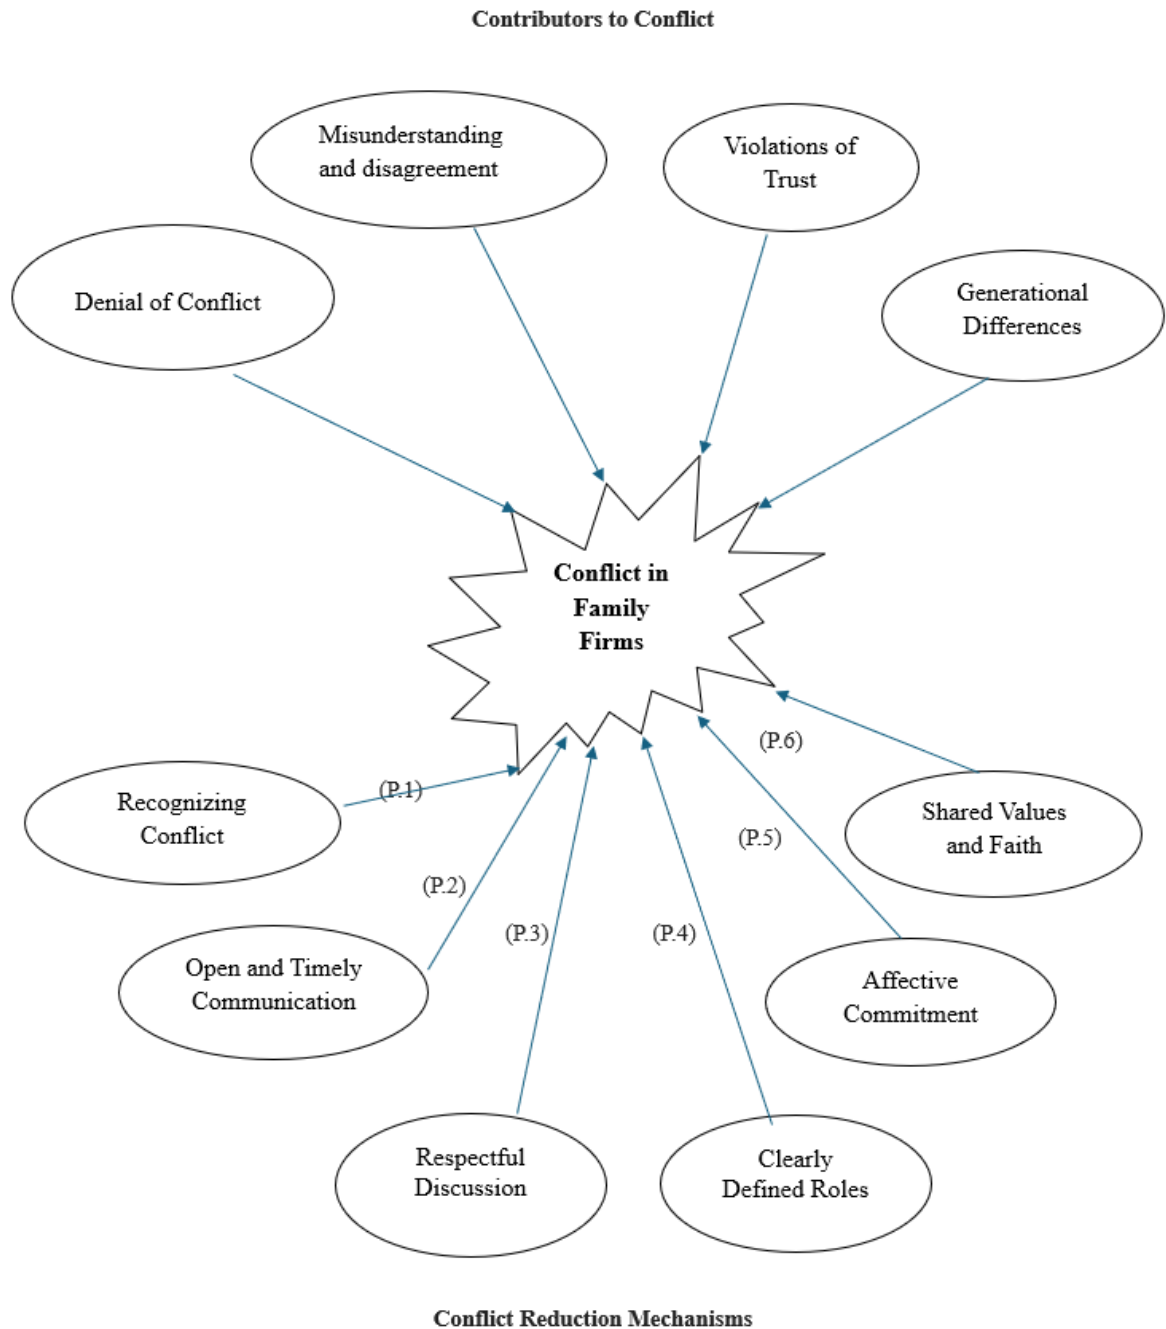 Contributors to Conflict
Misunderstanding
and disagreement
Violations of
Trust
Denial of Conflict
Generational
Differences
Conflict in
Family
Firms
(P.1)
(P.6)
Recognizing
Conflict
Shared Values
and Faith
(P.2)
(P.5)
(P.3)
(P.4)
Open and Timely
Communication
Affective
Commitment
Respectful
Discussion
Clearly
Defined Roles
Conflict Reduction Mechanisms